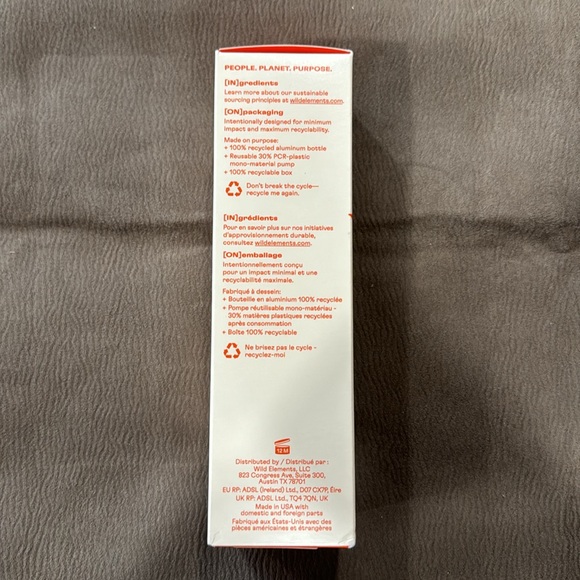 PEOPLE. PLANET. PURPOSE.
[IN]gredients
Learn more about our sustainable
sourcing principles at wildelements.com.
[ON]packaging
Intentionally designed for minimum
impact and maximum recyclability.
Made on purpose:
+ 100% recycled aluminum bottle
+ Reusable 30% PCR-plastic
mono-material pump
+ 100% recyclable box
Don't break the cycle—
recycle me again.
[IN]grédients
Pour en savoir plus sur nos initiatives
d'approvisionnement durable,
consultez wildelements.com.
[ON]emballage
Intentionnellement conçu
pour un impact minimal et une
recyclabilité maximale.
Fabriqué à dessein:
+ Bouteille en aluminium 100% recyclée
+ Pompe réutilisable mono-matériau -
30% matières plastiques recyclées
après consommation
+ Boîte 100% recyclable
Ne brisez pas le cycle -
recyclez-moi
12 M
Distributed by / Distribué par :
Wild Elements, LLC
823 Congress Ave, Suite 300,
Austin TX 78701
EU RP: ADSL (Ireland) Ltd., D07 CX7P, Éire
UK RP: ADSL Ltd., TQ4 7QN, UK
Made in USA with
domestic and foreign parts
Fabriqué aux États-Unis avec des
pièces américaines et étrangères